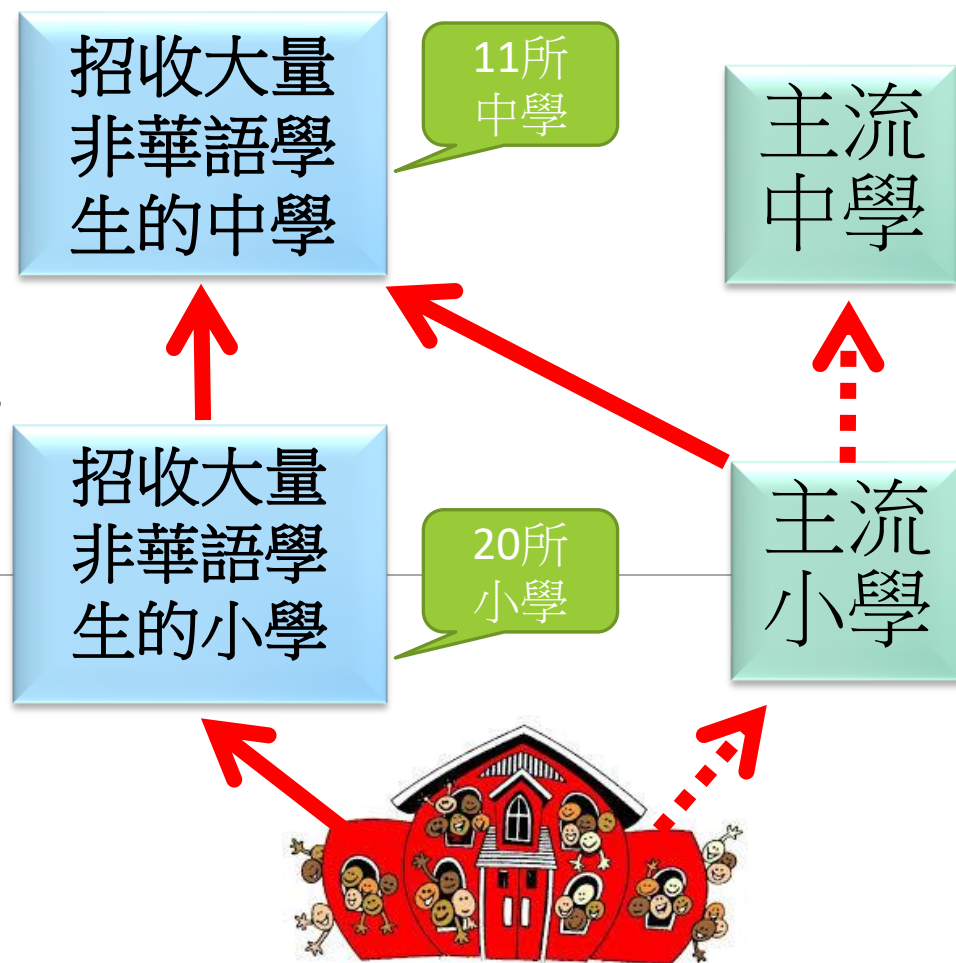 招收大量
非華語學
生的中學
11所
中學
主流
中學
招收大量
非華語學
生的小學
20所
小學
主流
小學